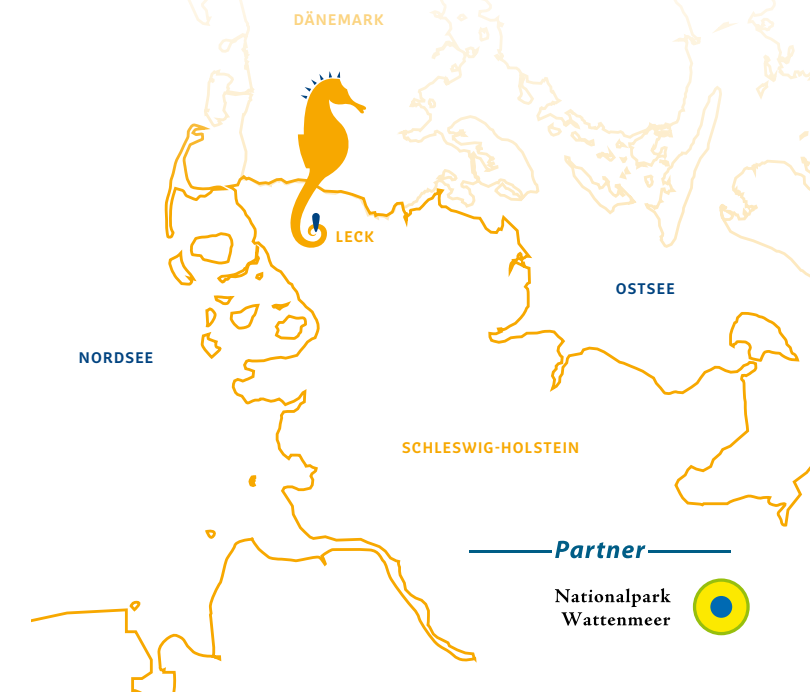 DÄNEMARK
LECK
OSTSEE
NORDSEE
SCHLESWIG-HOLSTEIN
Partner
Nationalpark
Wattenmeer